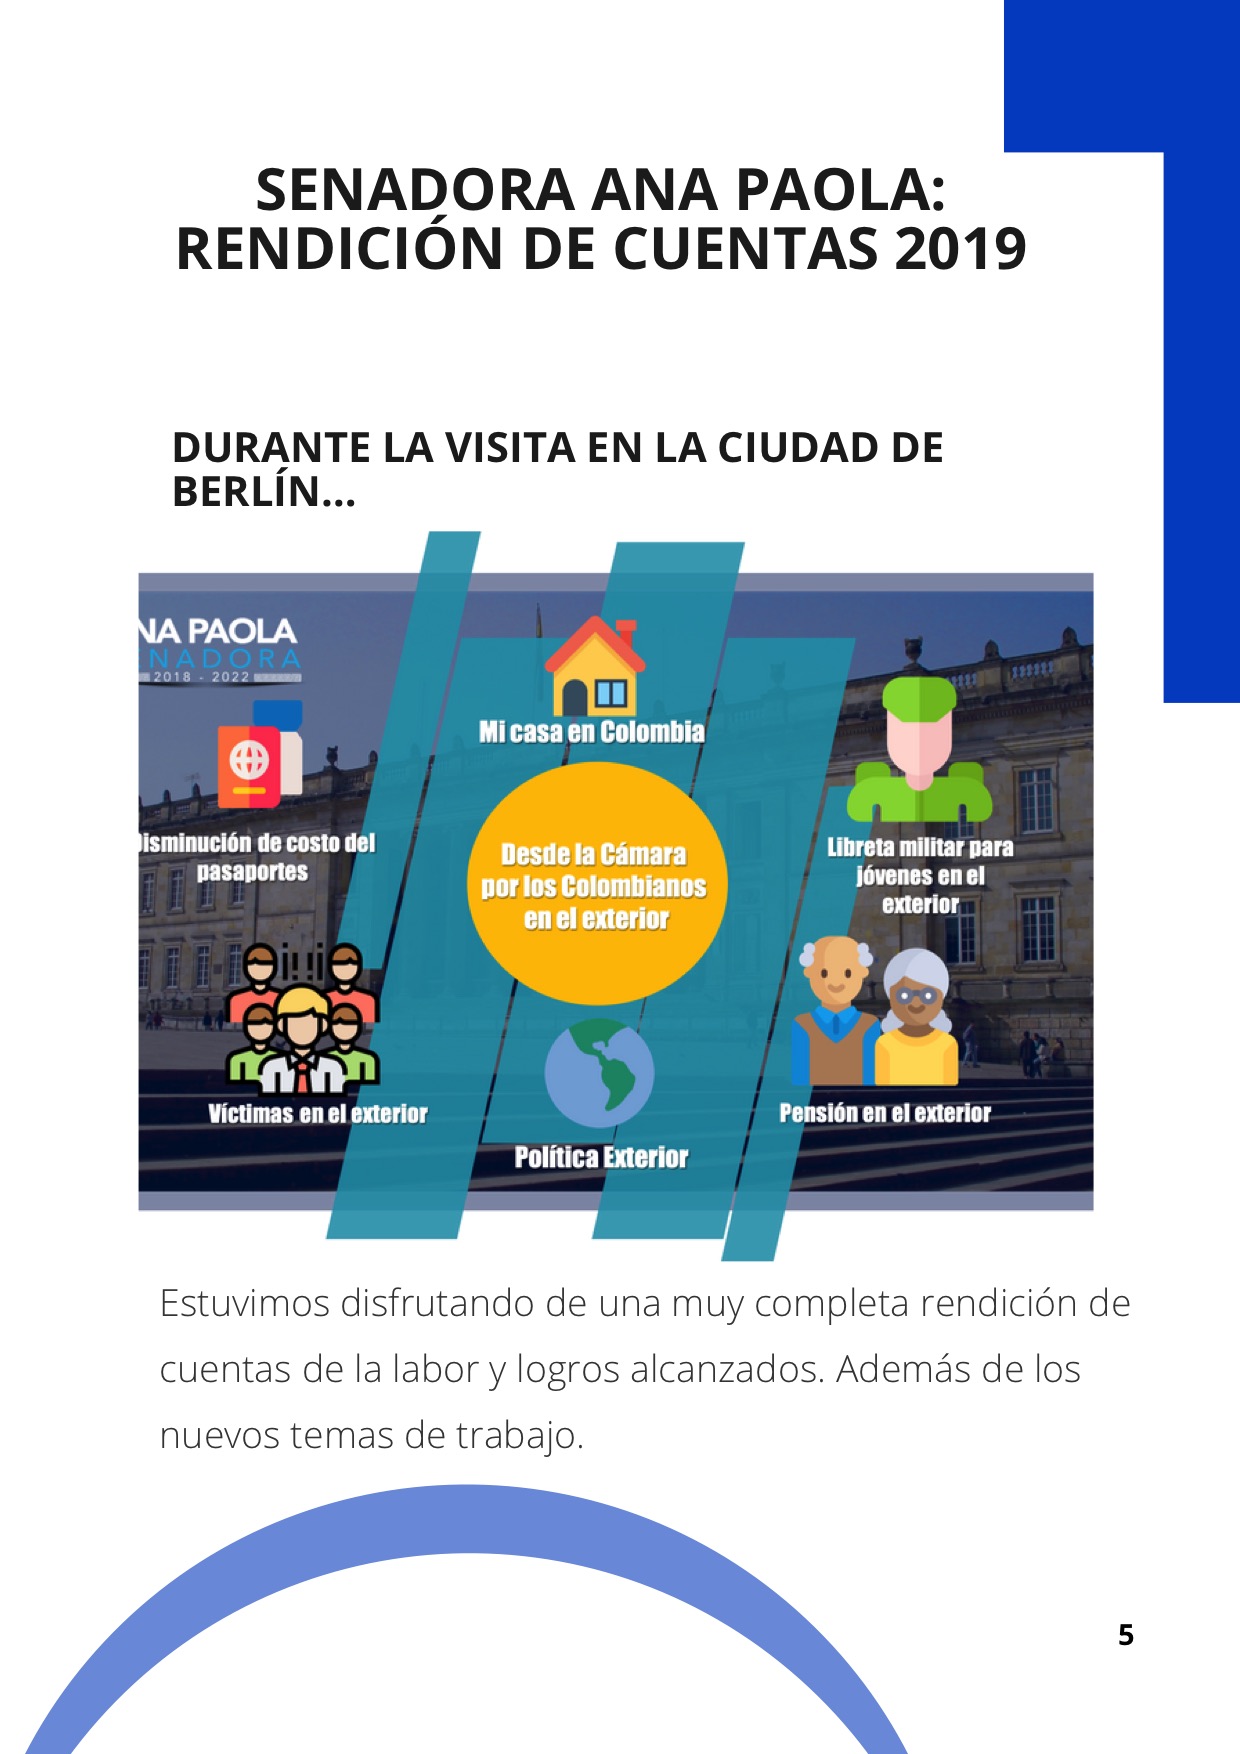 SENADORA ANA PAOLA:
RENDICIÓN DE CUENTAS 2019
DURANTE LA VISITA EN LA CIUDAD DE
BERLÍN...
NA PAOLA
ENADORA
2018 - 2022
Mi casa en Colombia
Disminución de costo del
pasaportes
Desde la Cámara
por los Colombianos
en el exterior
Libreta militar para
jóvenes en el
exterior
Víctimas en el exterior
Pensión en el exterior
Política Exterior
Estuvimos disfrutando de una muy completa rendición de
cuentas de la labor y logros alcanzados. Además de los
nuevos temas de trabajo.
5